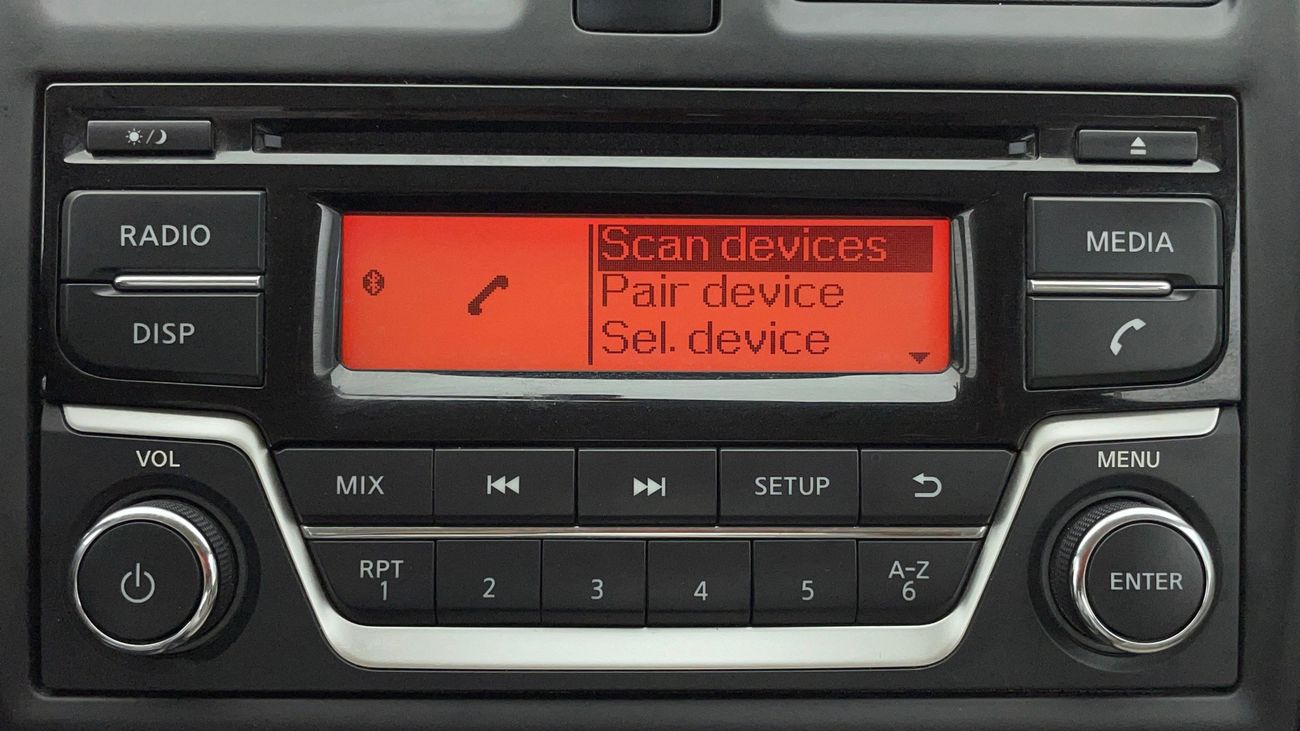 RADIO
DISP
Scan devices
Pair device
Sel. device
MEDIA
VOL
MENU
MIX
SETUP
RPT
1
2
3
4
5
A-Z
6
ENTER